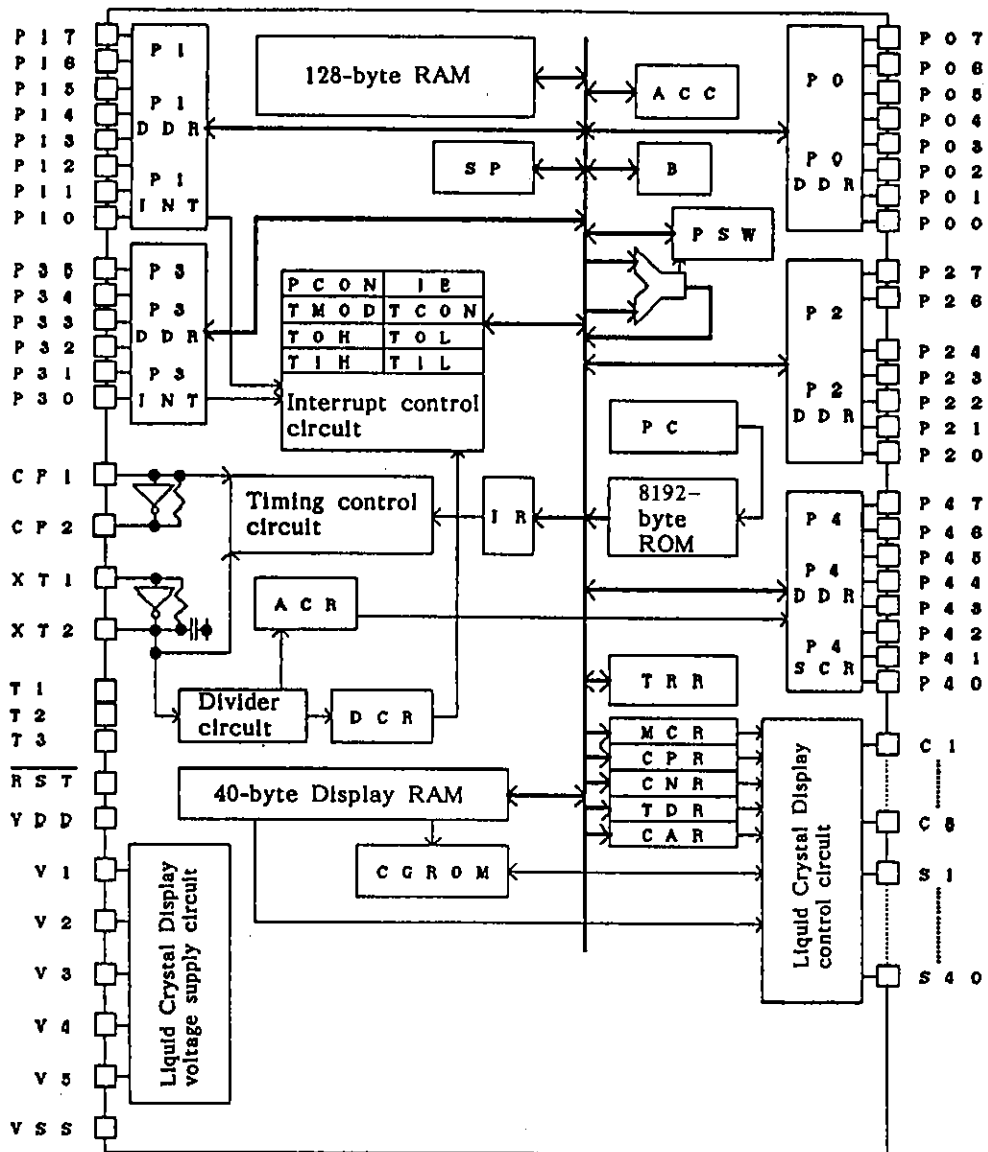 P17
P16
P15
P14
P13
P12
P11
P10
P1
P1
DDR
P1
INT
P35
P34
P33
P32
P31
P30
P3
P3
DDR
P3
INT
CF1
CF2
XT1
XT2
T1
T2
T3
RST
VDD
V1
V2
V3
V4
V5
VSS
128-byte RAM
SP
PCON IE
TMOD TCON
T0H T0L
T1H T1L
Interrupt control
circuit
Timing control
circuit
IR
ACR
Divider
circuit
DCR
40-byte Display RAM
CGROM
Liquid Crystal Display
voltage supply circuit
ACC
B
PSW
PC
8192-
byte
ROM
TRR
MCR
CPR
CNR
TDR
CAR
Liquid Crystal Display
control circuit
P0
P0
DDR
P07
P06
P05
P04
P03
P02
P01
P00
P2
P2
DDR
P27
P26
P24
P23
P22
P21
P20
P4
P4
DDR
P4
SCR
P47
P46
P45
P44
P43
P42
P41
P40
C1
C8
S1
S40